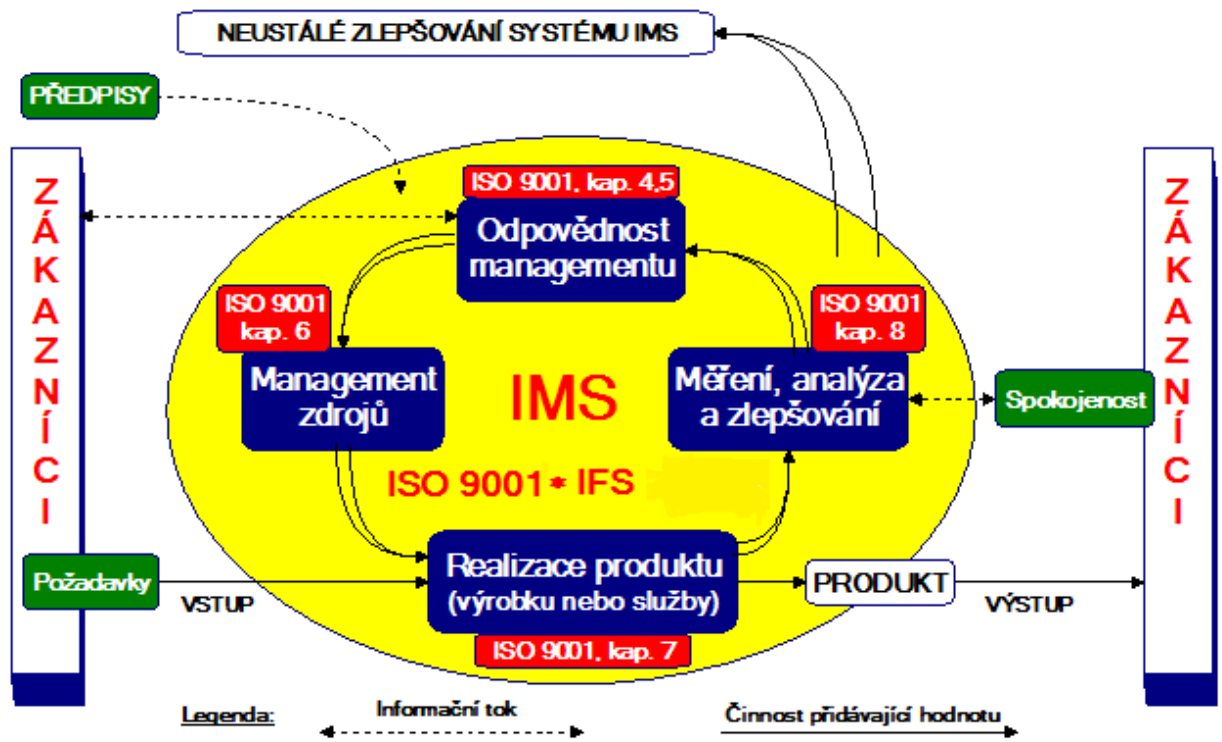 NEUSTÁLÉ ZLEPŠOVÁNÍ SYSTÉMU IMS
PŘEDPISY
ZÁKAZNÍCI
ISO 9001, kap. 4,5
Odpovědnost
managementu
ISO 9001
kap. 6
Management
zdrojů
IMS
ISO 9001
kap. 8
Měření, analýza
a zlepšování
Spokojenost
ZÁKAZNÍCI
ISO 9001* IFS
Požadavky
VSTUP
Realizace produktu
(výrobku nebo služby)
ISO 9001, kap. 7
PRODUKT
VÝSTUP
Legenda:
Informační tok
Činnost přidávající hodnotu